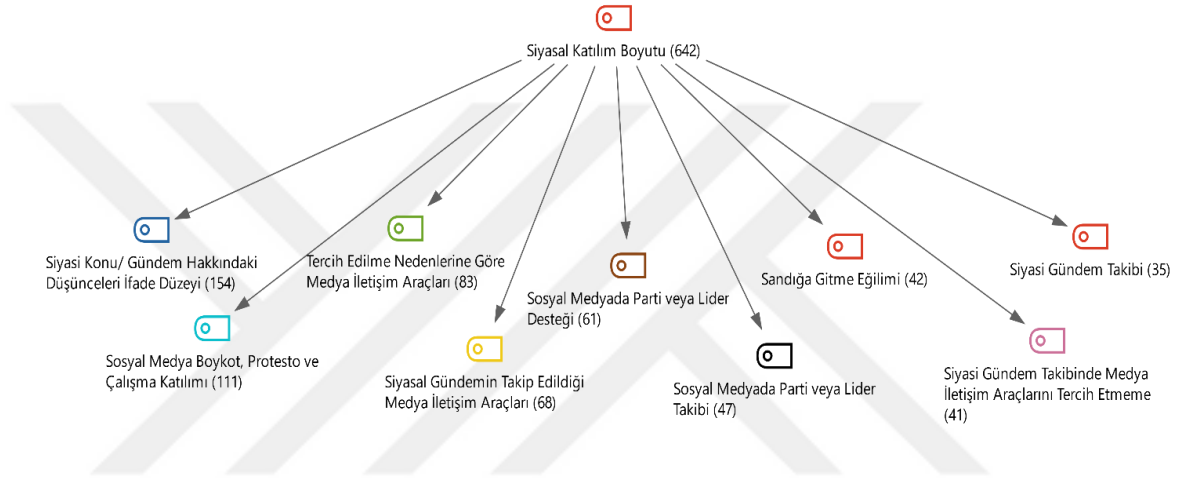 Siyasal Katılım Boyutu (642)
Siyasi Konu/ Gündem Hakkındaki
Düşünceleri İfade Düzeyi (154)
Tercih Edilme Nedenlerine Göre
Medya İletişim Araçları (83)
Sosyal Medyada Parti veya Lider
Desteği (61)
Sandığa Gitme Eğilimi (42)
Siyasi Gündem Takibi (35)
Sosyal Medya Boykot, Protesto ve
Çalışma Katılımı (111)
Siyasal Gündemin Takip Edildiği
Medya İletişim Araçları (68)
Sosyal Medyada Parti veya Lider
Takibi (47)
Siyasi Gündem Takibinde Medya
İletişim Araçlarını Tercih Etmeme
(41)